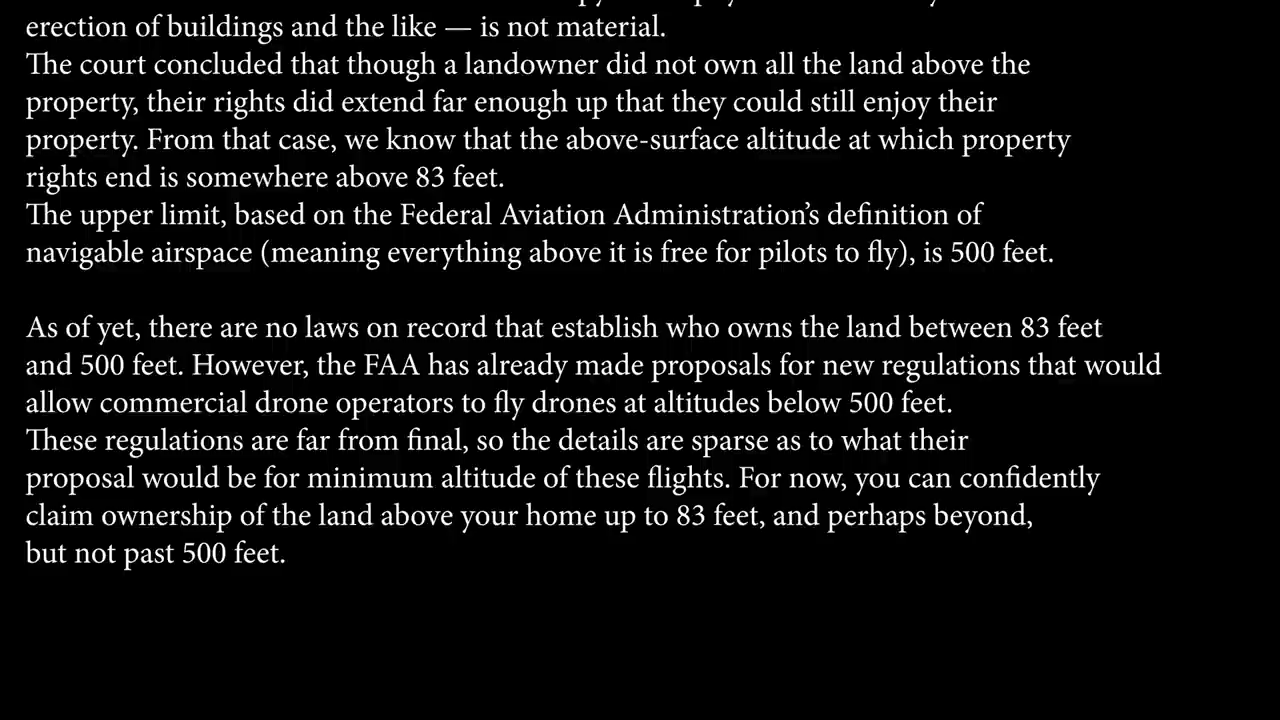 erection of buildings and the like — is not material.
The court concluded that though a landowner did not own all the land above the
property, their rights did extend far enough up that they could still enjoy their
property. From that case, we know that the above-surface altitude at which property
rights end is somewhere above 83 feet.
The upper limit, based on the Federal Aviation Administration’s definition of
navigable airspace (meaning everything above it is free for pilots to fly), is 500 feet.
As of yet, there are no laws on record that establish who owns the land between 83 feet
and 500 feet. However, the FAA has already made proposals for new regulations that would
allow commercial drone operators to fly drones at altitudes below 500 feet.
These regulations are far from final, so the details are sparse as to what their
proposal would be for minimum altitude of these flights. For now, you can confidently
claim ownership of the land above your home up to 83 feet, and perhaps beyond,
but not past 500 feet.